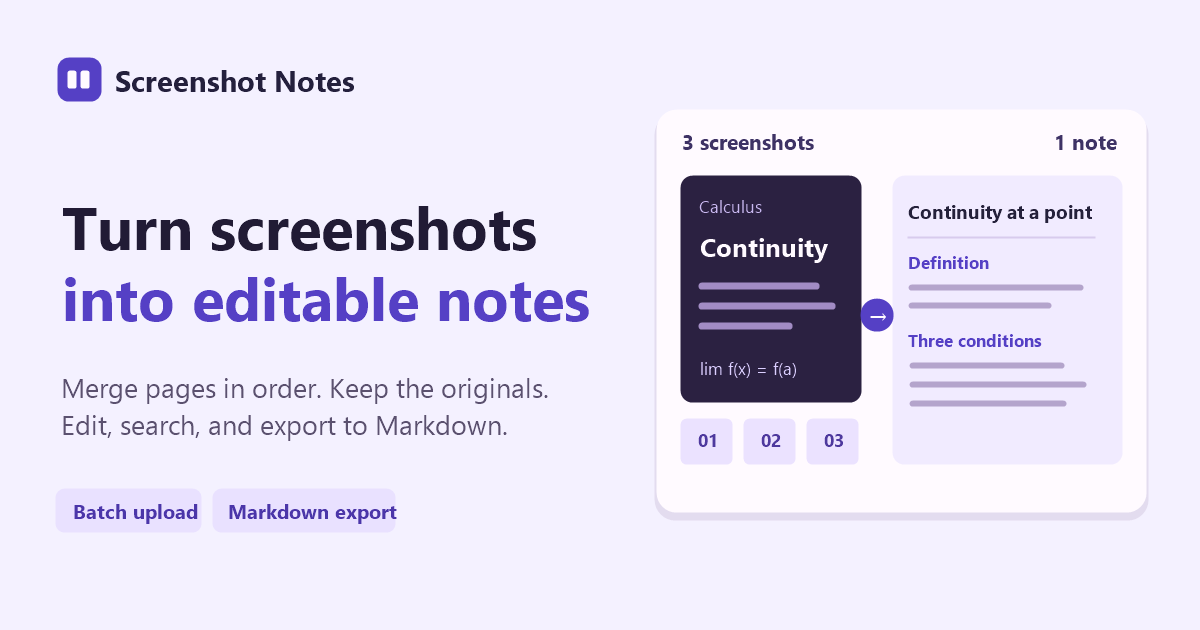 Screenshot Notes
Turn screenshots
into editable notes
Merge pages in order. Keep the originals.
Edit, search, and export to Markdown.
Batch upload
Markdown export
3 screenshots
1 note
Calculus
Continuity
lim f(x) = f(a)
01
02
03
→
Continuity at a point
Definition
Three conditions